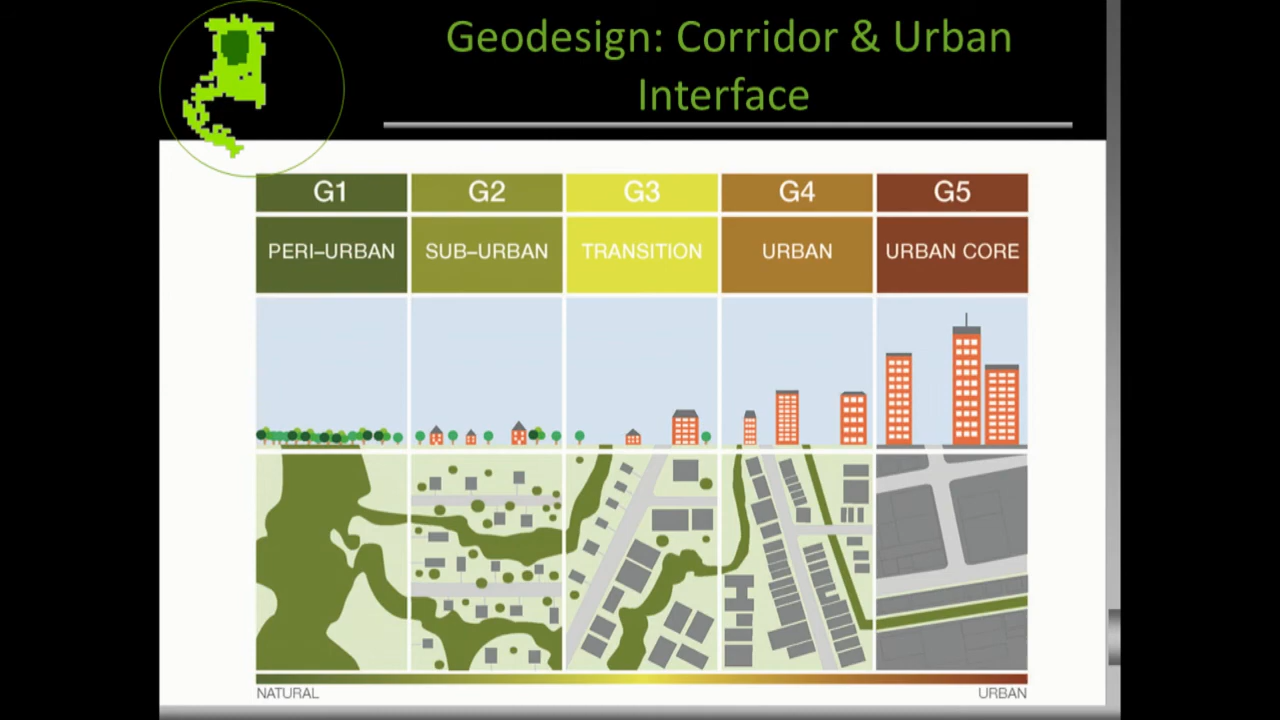 Geodesign: Corridor & Urban
Interface
G1 G2 G3 G4 G5
PERI–URBAN SUB–URBAN TRANSITION URBAN URBAN CORE
NATURAL URBAN